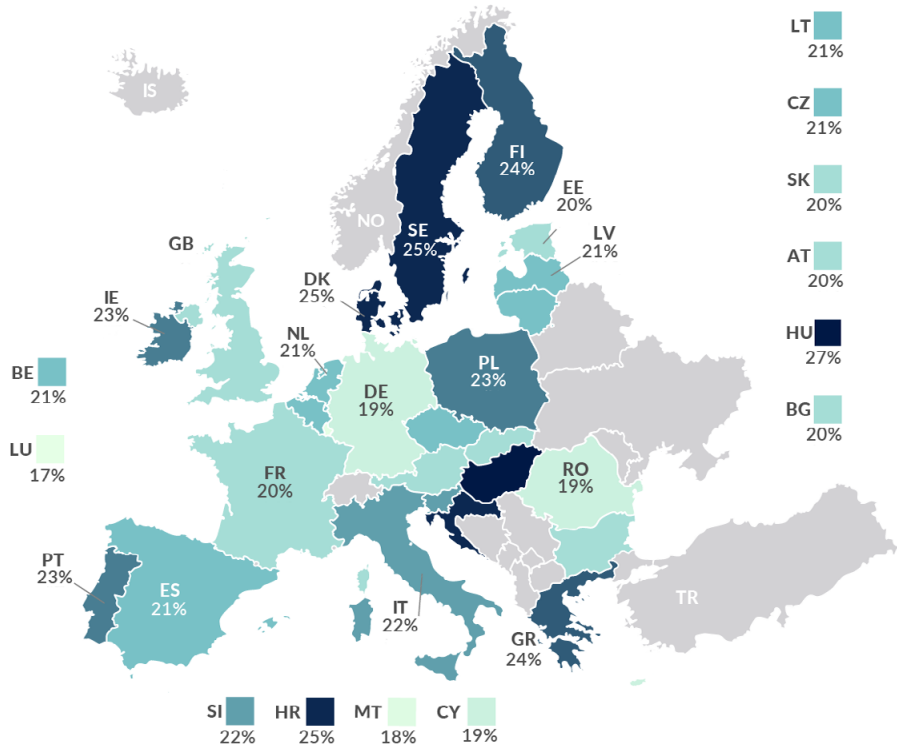 LT
21%
CZ
21%
SK
20%
AT
20%
HU
27%
BG
20%
IS
NO
FI
24%
SE
25%
EE
20%
LV
21%
DK
25%
GB
IE
23%
NL
21%
BE
21%
LU
17%
DE
19%
PL
23%
FR
20%
RO
19%
PT
23%
ES
21%
IT
22%
GR
24%
TR
SI
22%
HR
25%
MT
18%
CY
19%